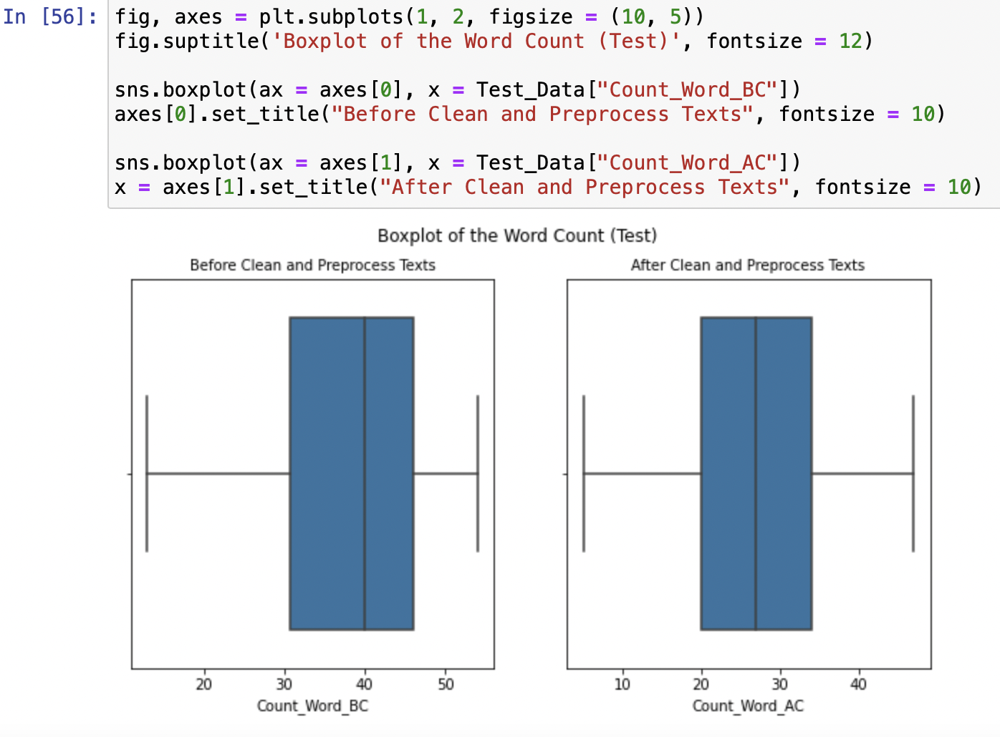 In [56]: fig, axes = plt.subplots(1, 2, figsize = (10, 5))
fig.suptitle('Boxplot of the Word Count (Test)', fontsize = 12)
sns.boxplot(ax = axes[0], x = Test_Data["Count_Word_BC"])
axes[0].set_title("Before Clean and Preprocess Texts", fontsize = 10)
sns.boxplot(ax = axes[1], x = Test_Data["Count_Word_AC"])
x = axes[1].set_title("After Clean and Preprocess Texts", fontsize = 10)
Boxplot of the Word Count (Test)
Before Clean and Preprocess Texts
20 30 40 50
Count_Word_BC
After Clean and Preprocess Texts
10 20 30 40
Count_Word_AC